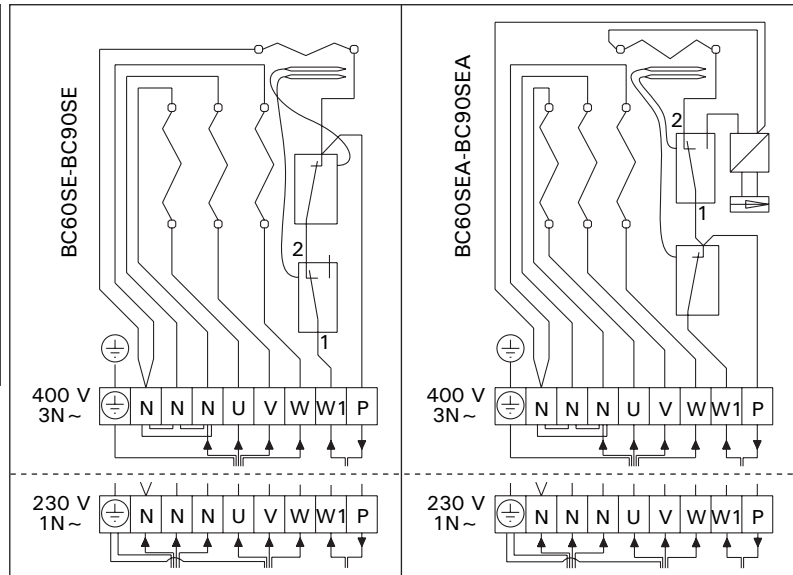 BC60SE-BC90SE
2
1
400 V
3N~
N N N U V W W1 P
230 V
1N~
N N N U V W W1 P
BC60SEA-BC90SEA
2
1
400 V
3N~
N N N U V W W1 P
230 V
1N~
N N N U V W W1 P